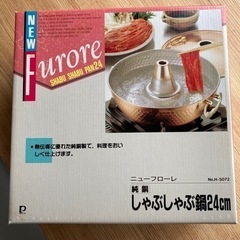 NEW
Furore
SHABU SHABU PAN 24
●熱伝導に優れた純銅製で、料理をおい
しく仕上げます。
ニューフローレ
No.H-5072
純銅
しゃぶしゃぶ鍋24cm